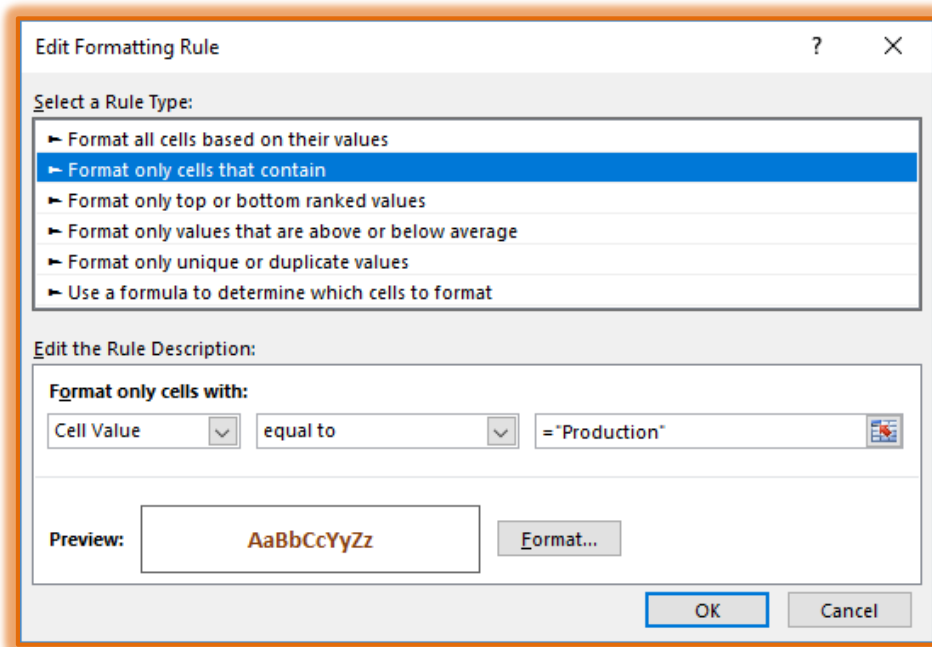 Edit Formatting Rule ? ×
Select a Rule Type:
► Format all cells based on their values
► Format only cells that contain
► Format only top or bottom ranked values
► Format only values that are above or below average
► Format only unique or duplicate values
► Use a formula to determine which cells to format
Edit the Rule Description:
Format only cells with:
Cell Value equal to ="Production"
Preview: AaBbCcYyZz Format...
OK Cancel